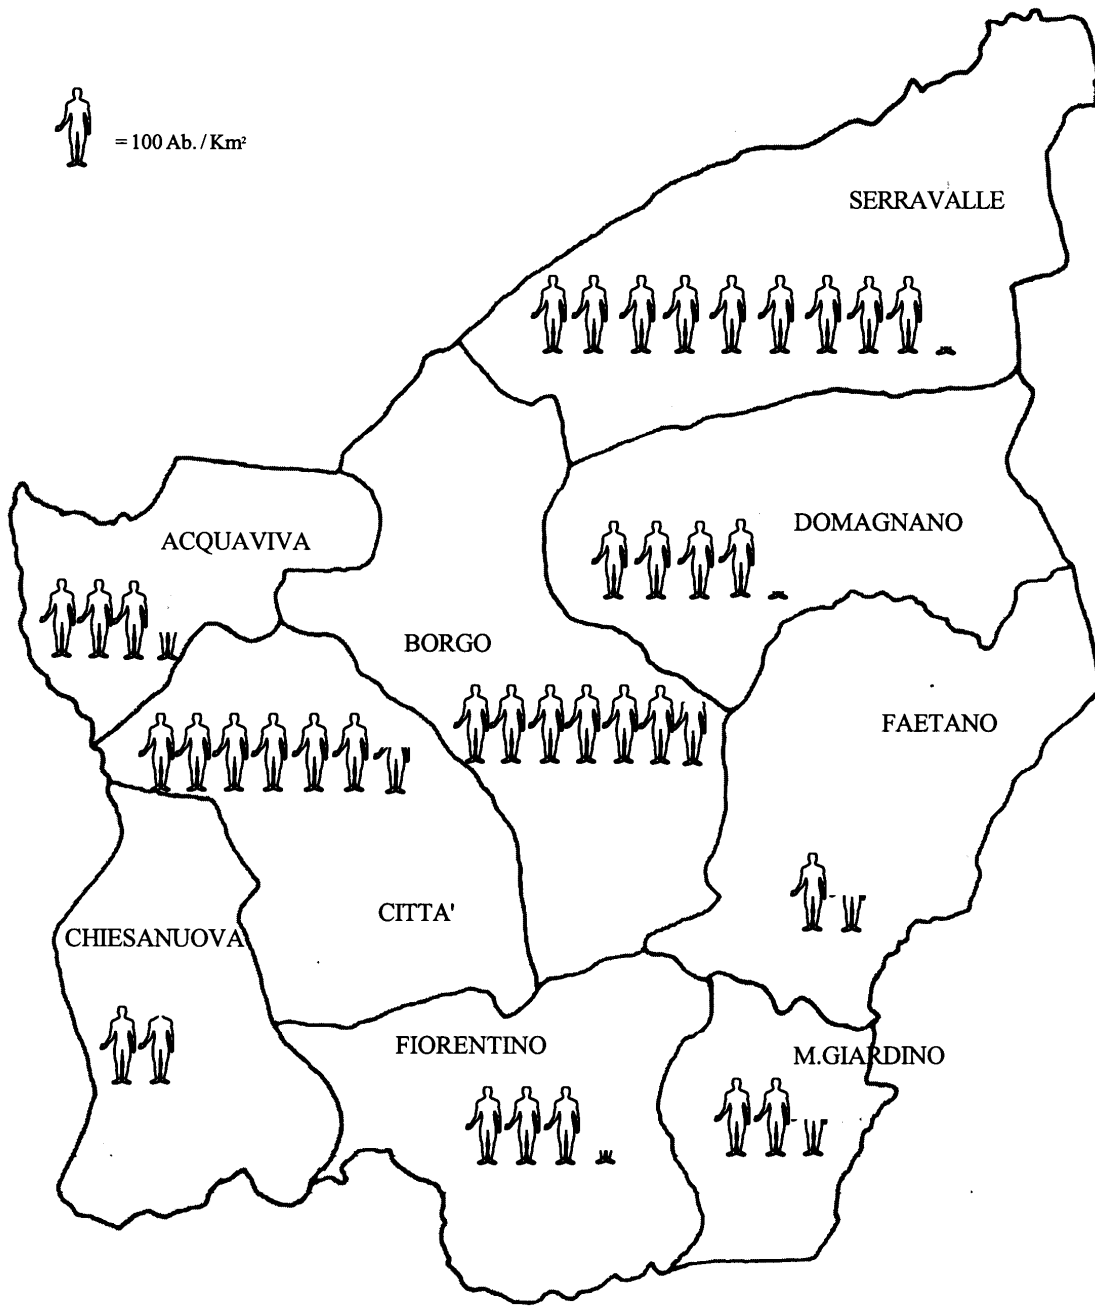 = 100 Ab. / Km²
SERRAVALLE
DOMAGNANO
ACQUAVIVA
BORGO
FAETANO
CITTA'
CHIESANUOVA
FIORENTINO
M.GIARDINO